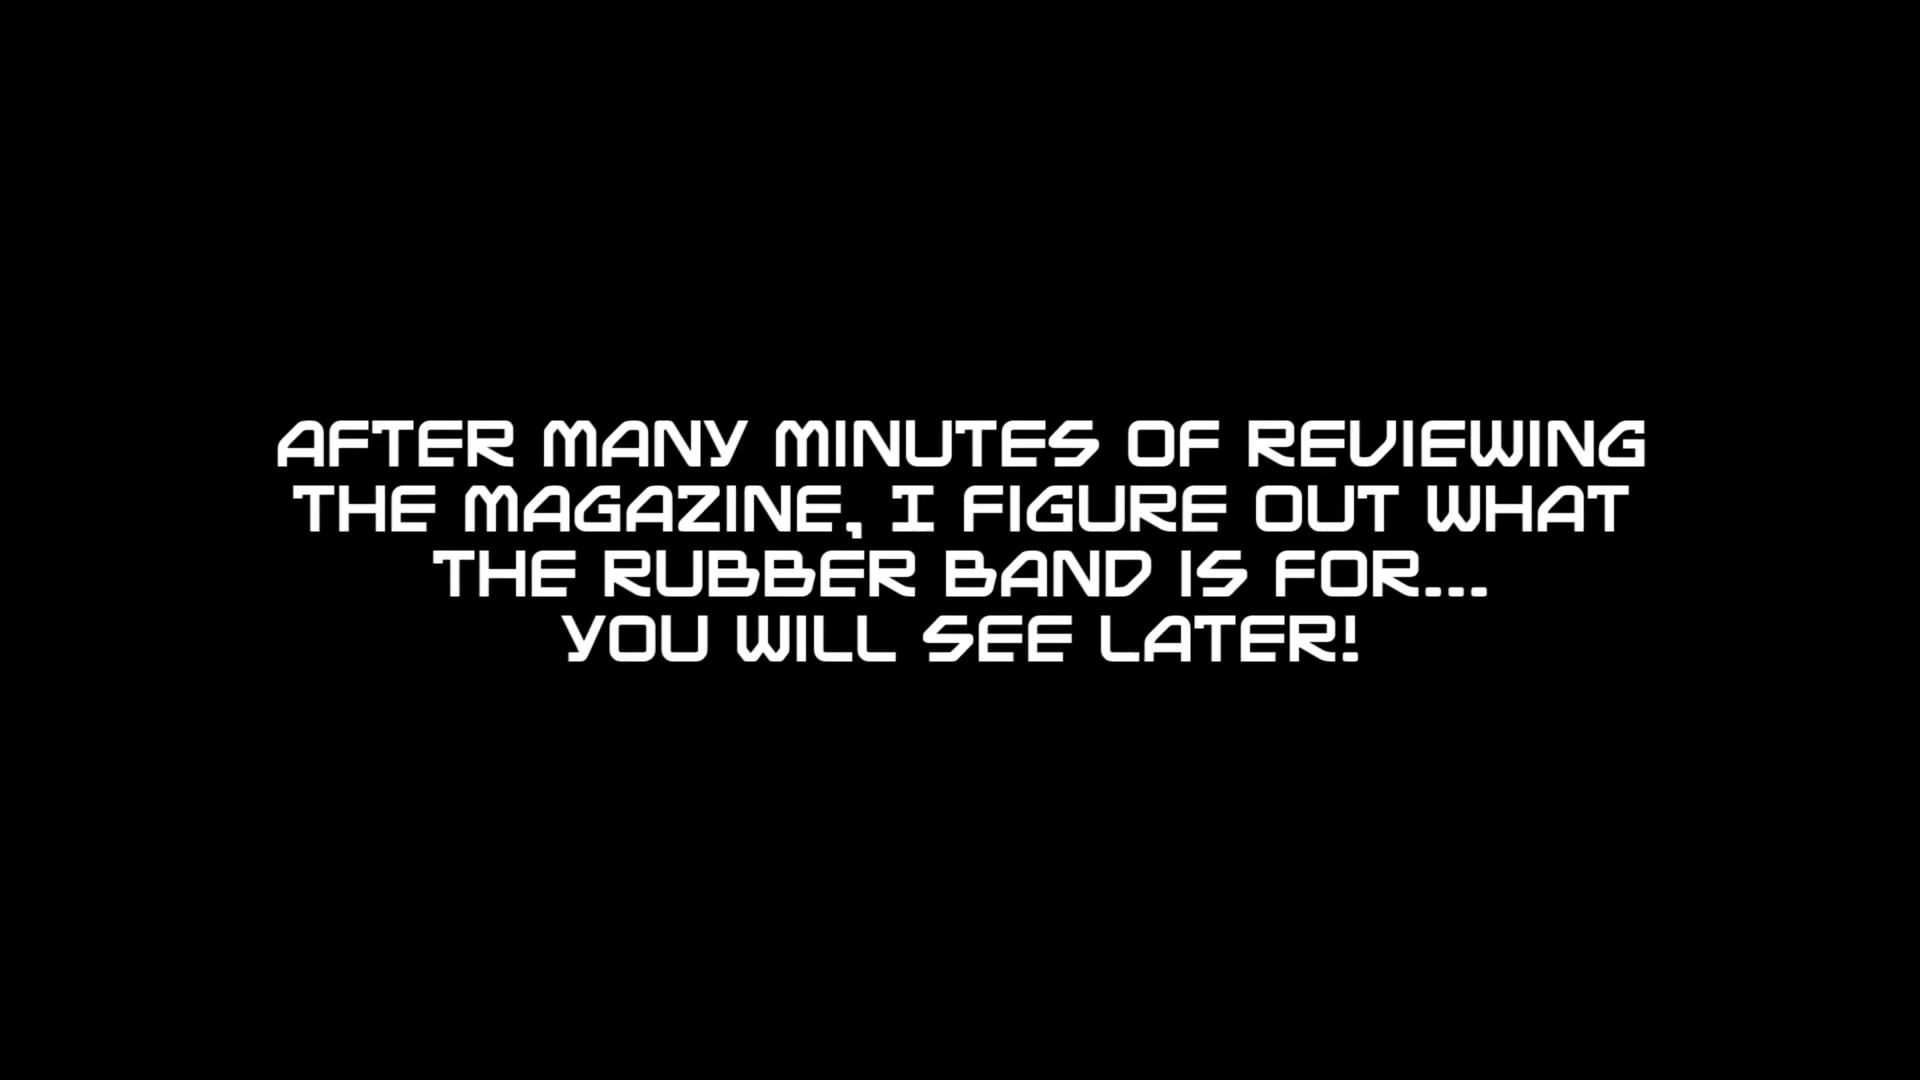 AFTER MANY MINUTES OF REVIEWING
THE MAGAZINE, I FIGURE OUT WHAT
THE RUBBER BAND IS FOR...
YOU WILL SEE LATER!